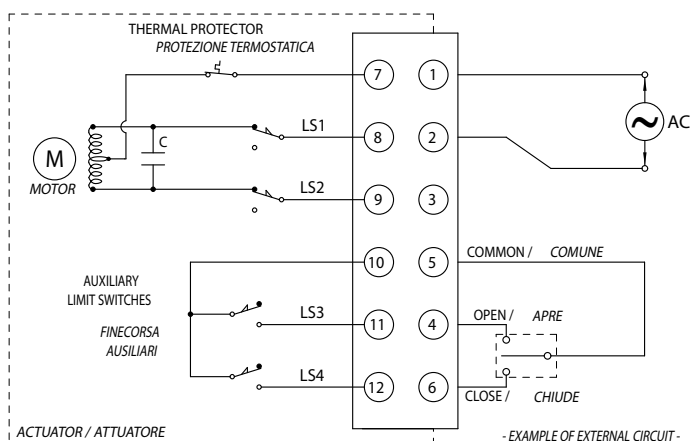 THERMAL PROTECTOR
PROTEZIONE TERMOSTATICA
7 1
AC
C LS1 8 2
M
MOTOR
LS2 9 3
10 5 COMMON / COMUNE
AUXILIARY
LIMIT SWITCHES
LS3 11 4 OPEN / APRE
FINECORSA
AUSILIARI
LS4 12 6 CLOSE / CHIUDE
ACTUATOR / ATTUATORE
- EXAMPLE OF EXTERNAL CIRCUIT -